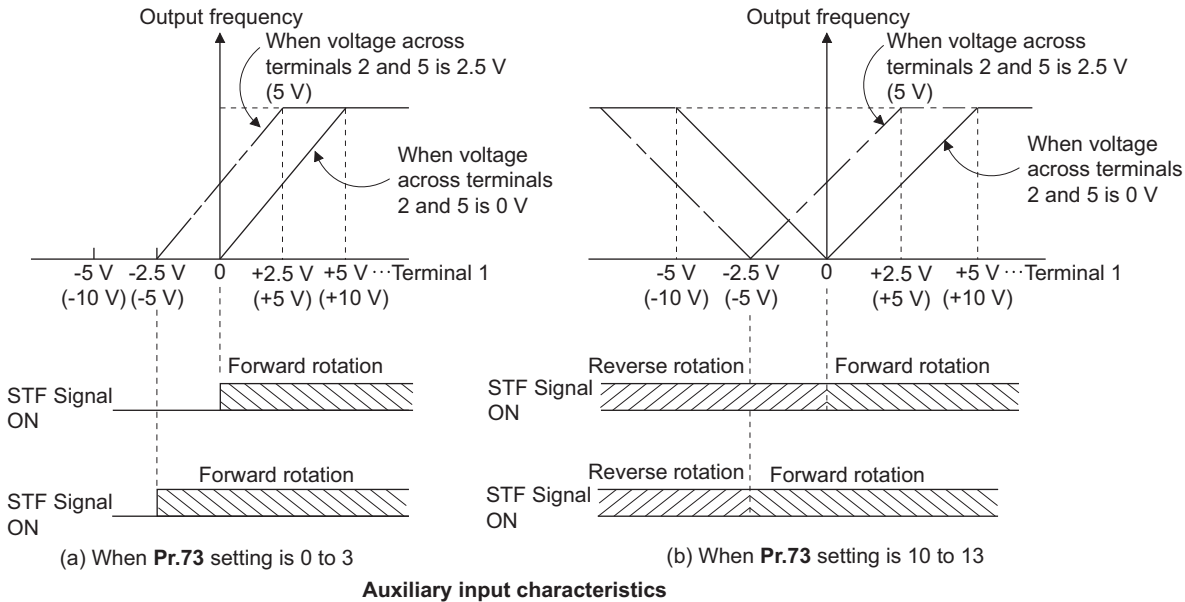 Output frequency
When voltage across
terminals 2 and 5 is 2.5 V
(5 V)
When voltage
across terminals
2 and 5 is 0 V
-5 V -2.5 V 0 +2.5 V +5 V ···Terminal 1
(-10 V) (-5 V) (+5 V) (+10 V)
Forward rotation
STF Signal
ON
Forward rotation
STF Signal
ON
(a) When Pr.73 setting is 0 to 3
Output frequency
When voltage across
terminals 2 and 5 is 2.5 V
(5 V)
When voltage
across terminals
2 and 5 is 0 V
-5 V -2.5 V 0 +2.5 V +5 V ···Terminal 1
(-10 V) (-5 V) (+5 V) (+10 V)
Reverse rotation Forward rotation
STF Signal
ON
Reverse rotation Forward rotation
STF Signal
ON
(b) When Pr.73 setting is 10 to 13
Auxiliary input characteristics